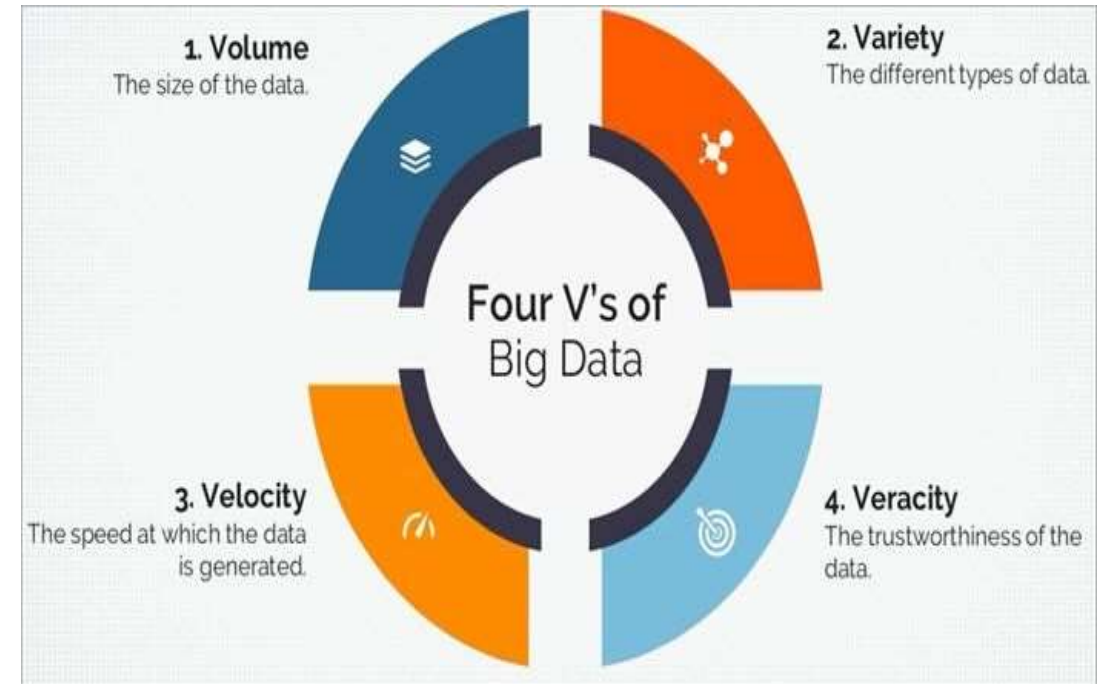 1. Volume
The size of the data.
2. Variety
The different types of data.
Four V's of
Big Data
3. Velocity
The speed at which the data
is generated.
4. Veracity
The trustworthiness of the
data.